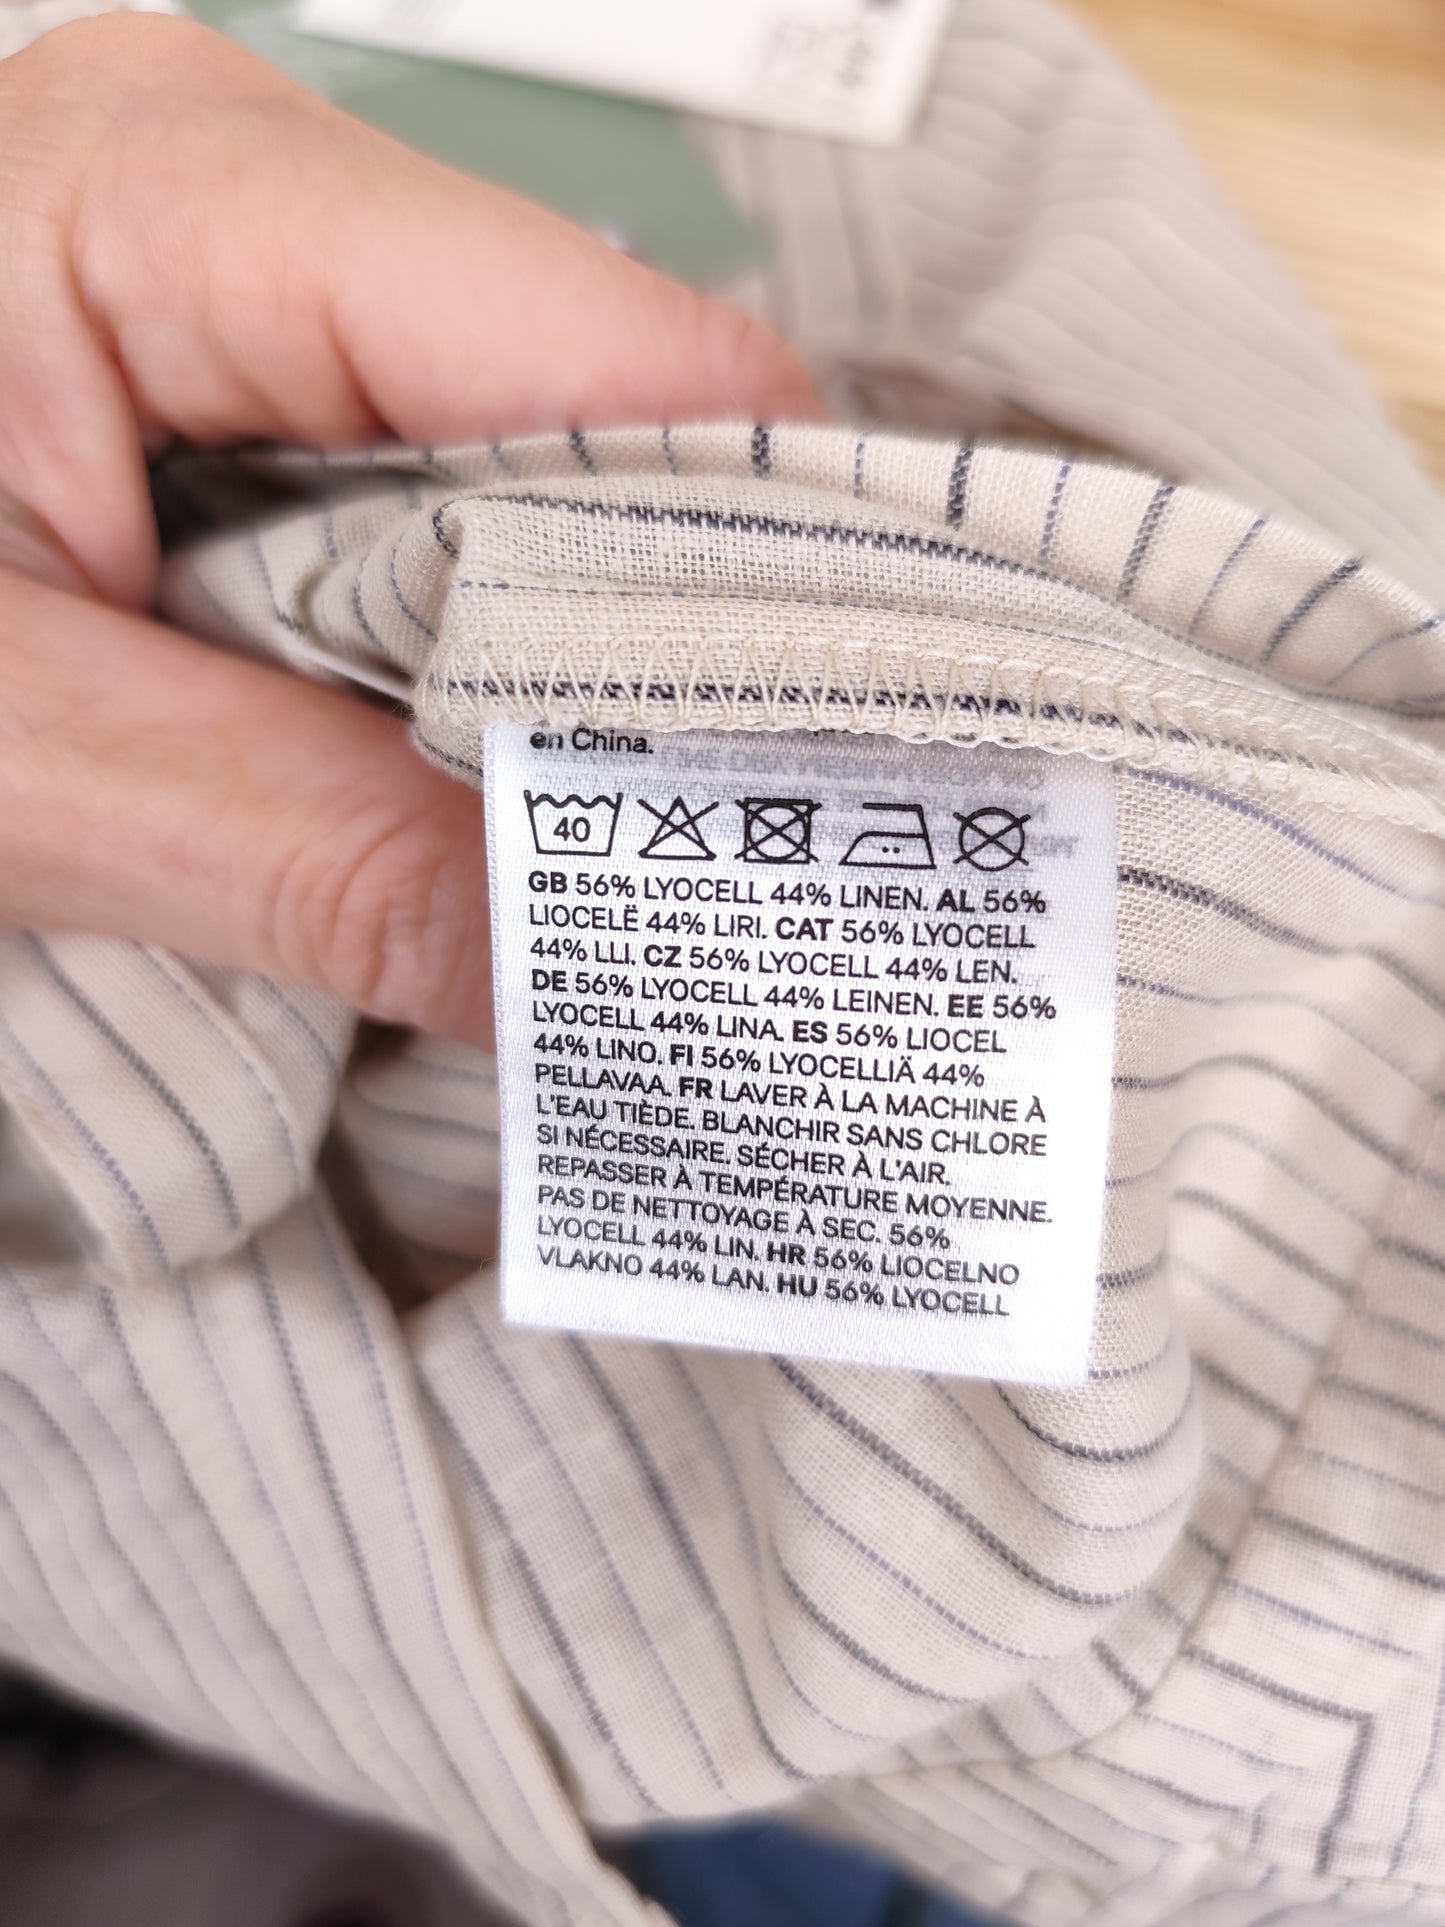 en China.
40
GB 56% LYOCELL 44% LINEN. AL 56%
LIOCELË 44% LIRI. CAT 56% LYOCELL
44% LLI. CZ 56% LYOCELL 44% LEN.
DE 56% LYOCELL 44% LEINEN. EE 56%
LYOCELL 44% LINA. ES 56% LIOCEL
44% LINO. FI 56% LYOCELLIÄ 44%
PELLAVAA. FR LAVER À LA MACHINE À
L'EAU TIÈDE. BLANCHIR SANS CHLORE
SI NÉCESSAIRE. SÉCHER À L'AIR.
REPASSER À TEMPÉRATURE MOYENNE.
PAS DE NETTOYAGE À SEC. 56%
LYOCELL 44% LIN. HR 56% LIOCELNO
VLAKNO 44% LAN. HU 56% LYOCELL